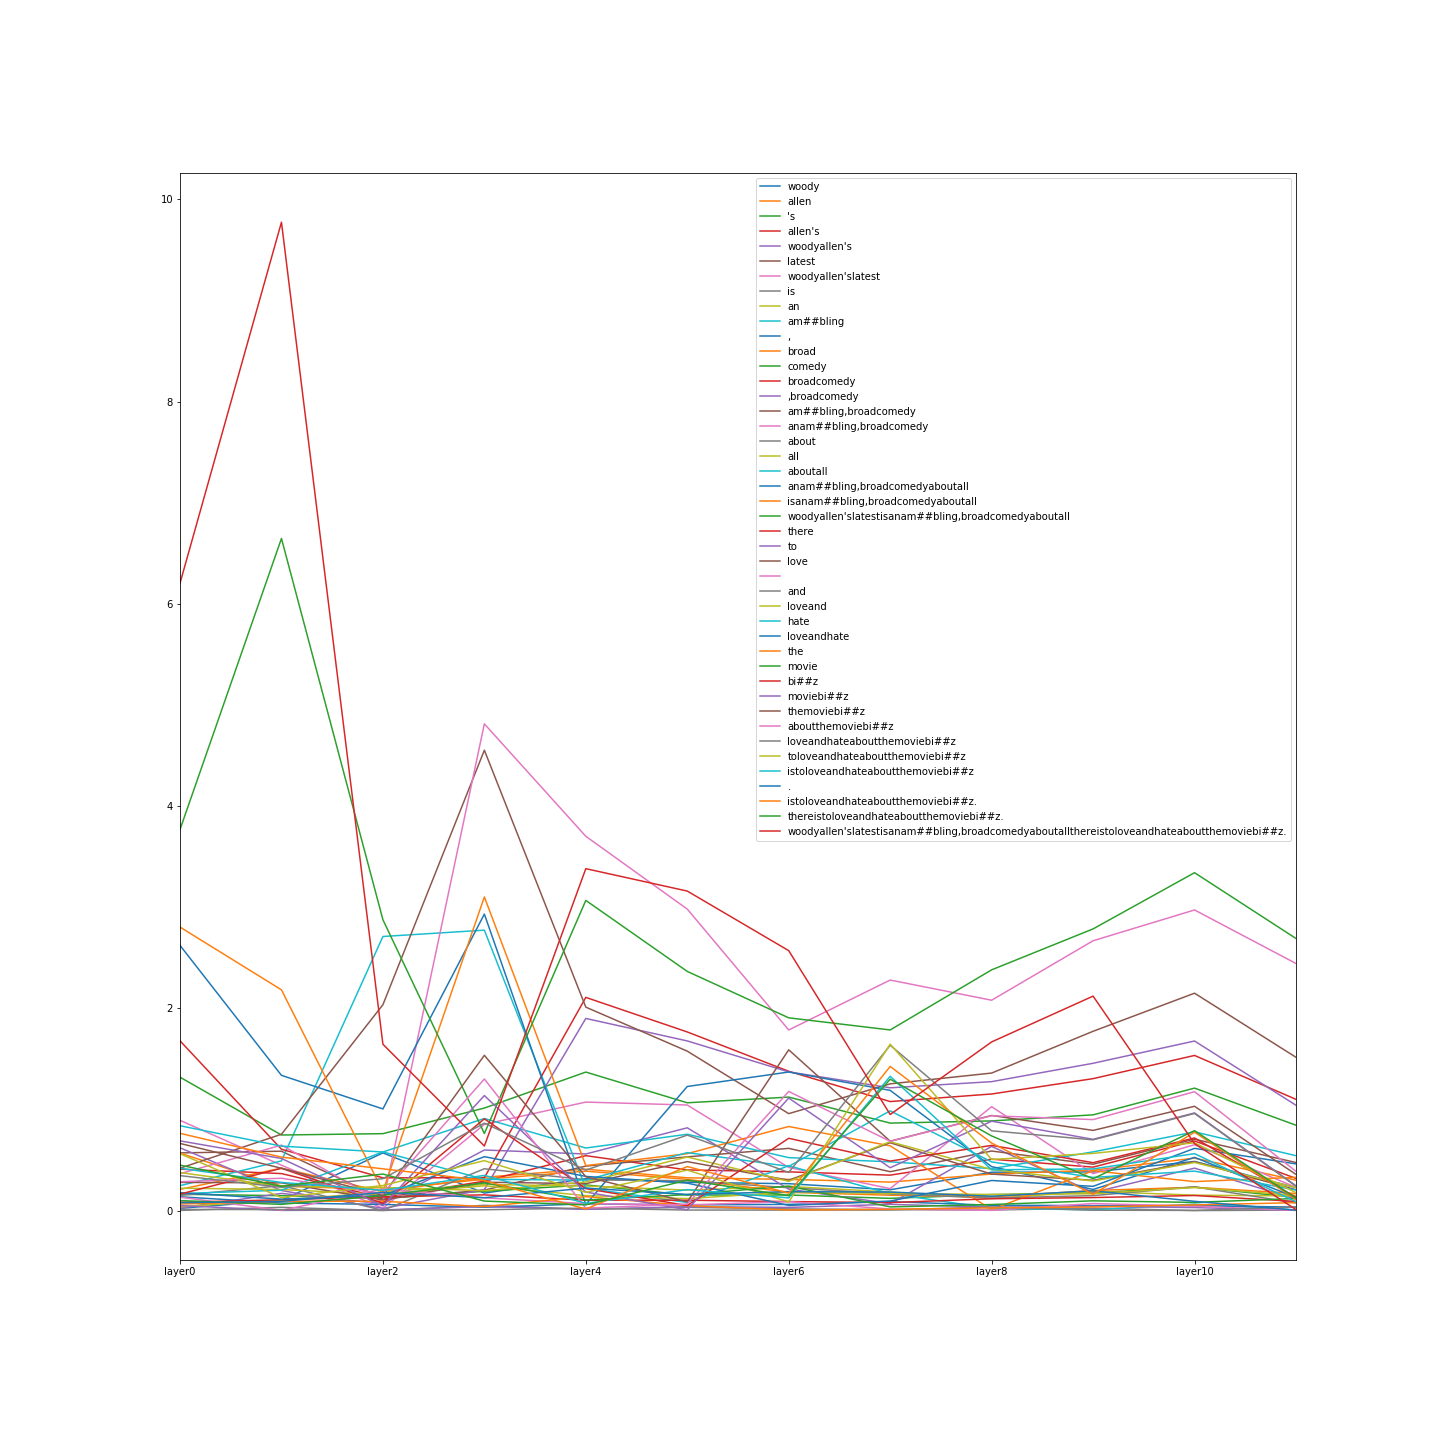 10
8
6
4
2
0
layer0
layer2
layer4
layer6
layer8
layer10
woody
allen
's
allen's
woodyallen's
latest
woodyallen'slatest
is
an
am##bling
,
broad
comedy
broadcomedy
,broadcomedy
am##bling,broadcomedy
anam##bling,broadcomedy
about
all
aboutall
anam##bling,broadcomedyaboutall
isanam##bling,broadcomedyaboutall
woodyallen'slatestisanam##bling,broadcomedyaboutall
there
to
love
and
loveand
hate
loveandhate
the
movie
bi##z
moviebi##z
themoviebi##z
aboutthemoviebi##z
loveandhateaboutthemoviebi##z
toloveandhateaboutthemoviebi##z
istoloveandhateaboutthemoviebi##z
.
istoloveandhateaboutthemoviebi##z.
thereistoloveandhateaboutthemoviebi##z.
woodyallen'slatestisanam##bling,broadcomedyaboutallthereistoloveandhateaboutthemoviebi##z.